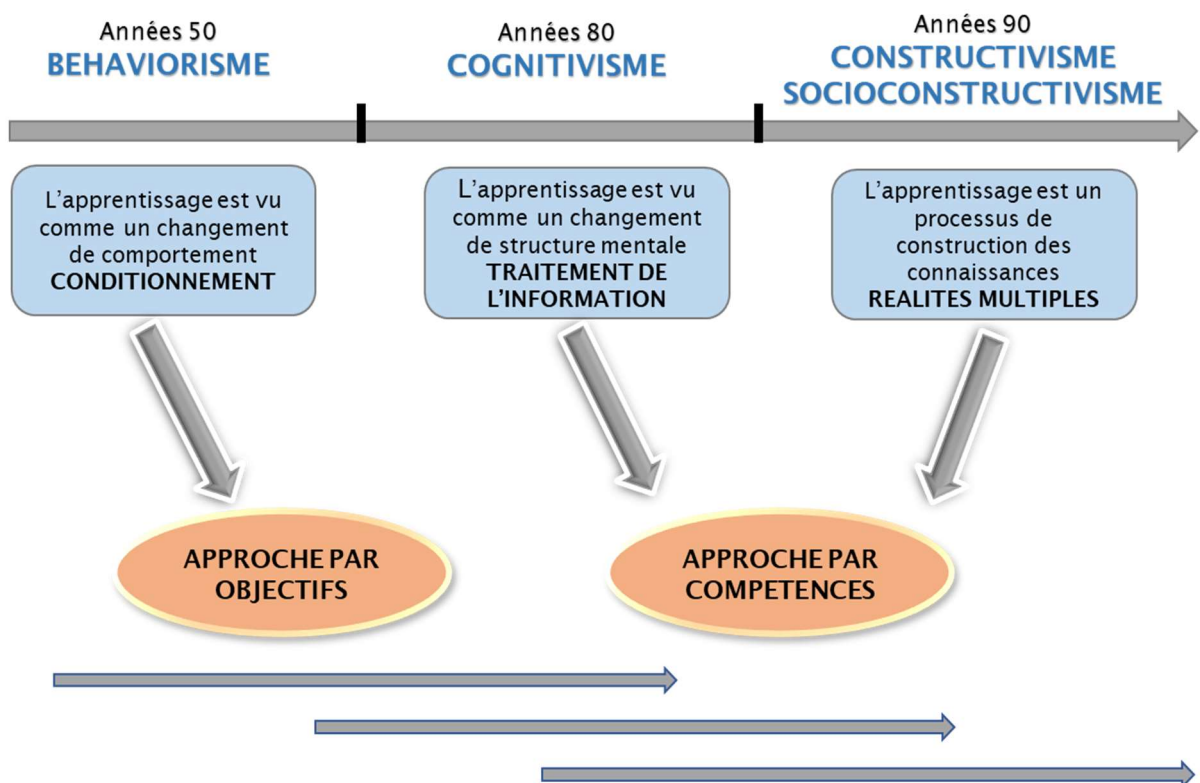 Années 50
BEHAVIORISME
Années 80
COGNITIVISME
Années 90
CONSTRUCTIVISME
SOCIOCONSTRUCTIVISME
L'apprentissage est vu
comme un changement
de comportement
CONDITIONNEMENT
L'apprentissage est vu
comme un changement
de structure mentale
TRAITEMENT DE
L'INFORMATION
L'apprentissage est un
processus de
construction des
connaissances
REALITES MULTIPLES
APPROCHE PAR
OBJECTIFS
APPROCHE PAR
COMPETENCES